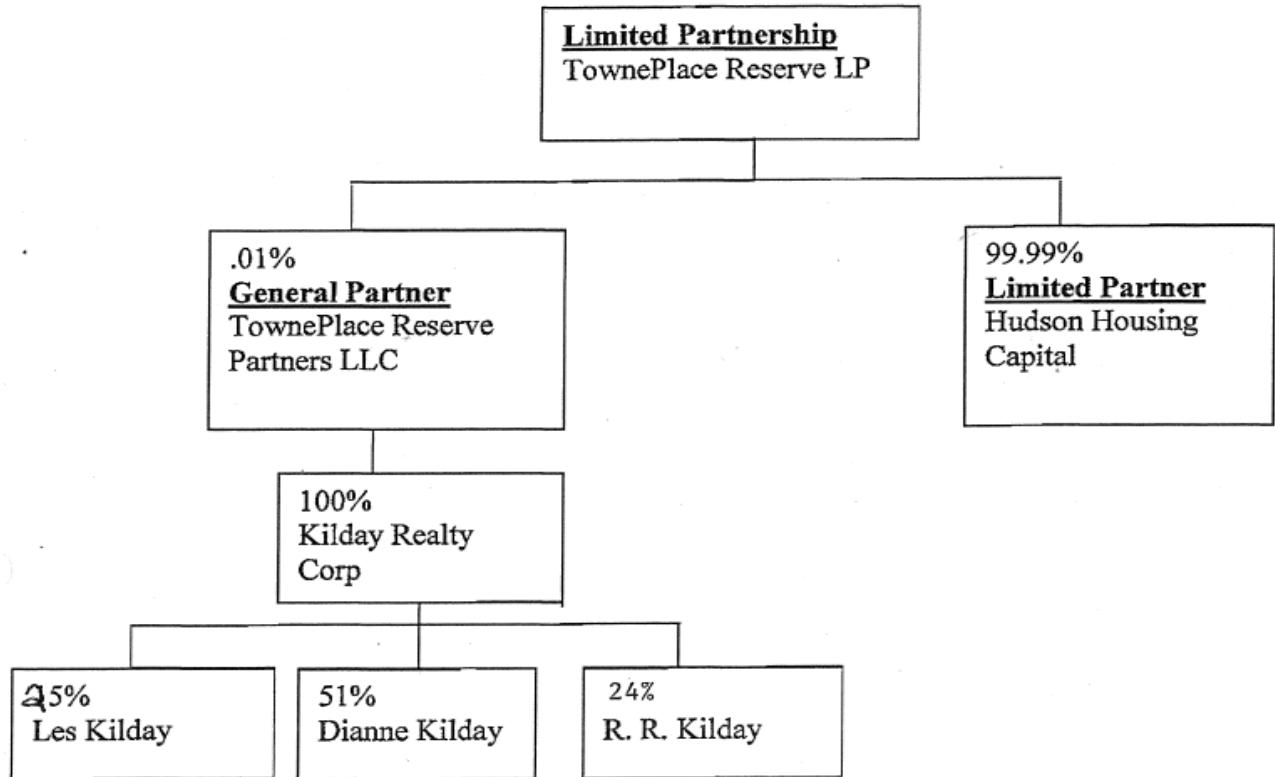 Limited Partnership
TownePlace Reserve LP
.01%
General Partner
TownePlace Reserve
Partners LLC
99.99%
Limited Partner
Hudson Housing
Capital
100%
Kilday Realty
Corp
25%
Les Kilday
51%
Dianne Kilday
24%
R. R. Kilday